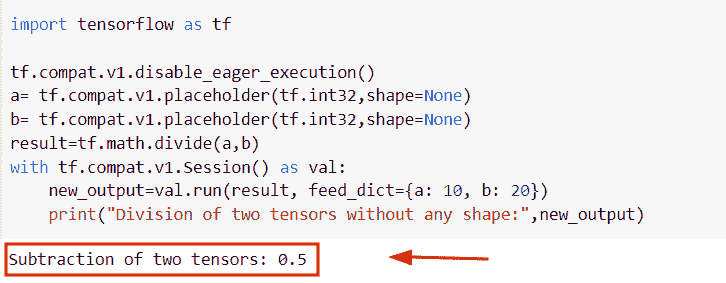 import tensorflow as tf
tf.compat.v1.disable_eager_execution()
a= tf.compat.v1.placeholder(tf.int32,shape=None)
b= tf.compat.v1.placeholder(tf.int32,shape=None)
result=tf.math.divide(a,b)
with tf.compat.v1.Session() as val:
    new_output=val.run(result, feed_dict={a: 10, b: 20})
    print("Division of two tensors without any shape:",new_output)
Subtraction of two tensors: 0.5